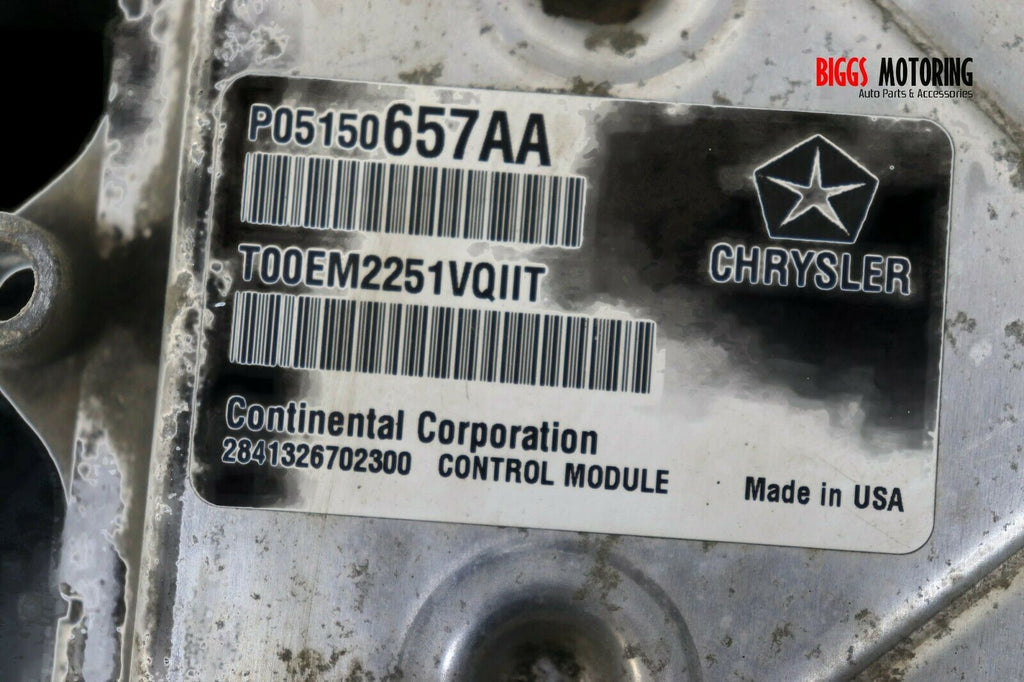 BIGGS MOTORING
Auto Parts & Accessories
P05150657AA
CHRYSLER
T00EM2251VQIIT
Continental Corporation
2841326702300 CONTROL MODULE
Made in USA